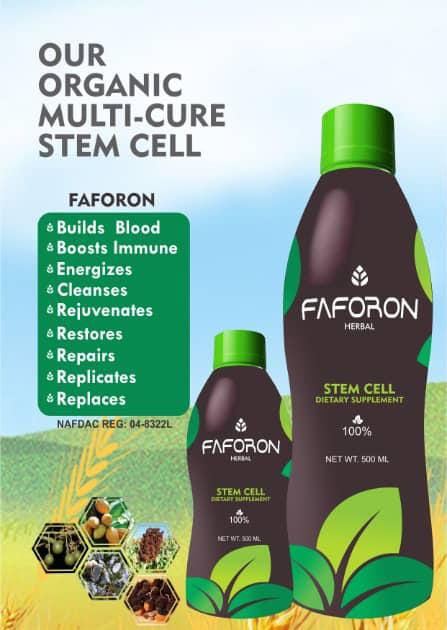 OUR
ORGANIC
MULTI-CURE
STEM CELL
FAFORON
Builds Blood
Boosts Immune
Energizes
Cleanses
Rejuvenates
Restores
Repairs
Replicates
Replaces
NAFDAC REG: 04-8322L
FAFORON
HERBAL
STEM CELL
DIETARY SUPPLEMENT
100%
NET WT. 500 ML
FAFORON
HERBAL
STEM CELL
DIETARY SUPPLEMENT
100%
NET WT. 500 ML